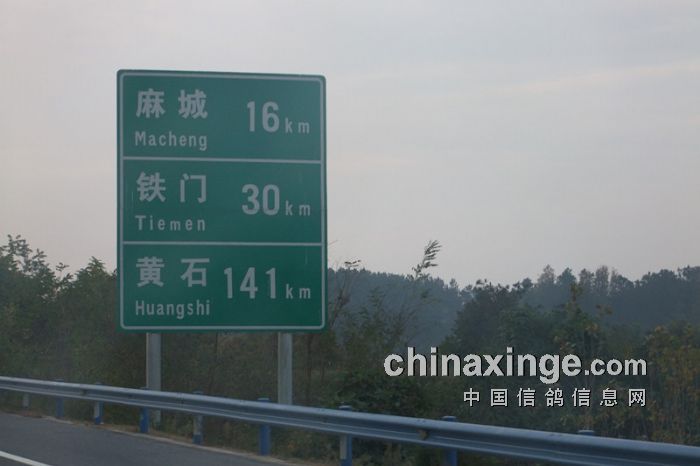 麻城 16km
Macheng
铁门 30km
Tiemen
黄石 141km
Huangshi
chinaxinge.com
中国信鸽信息网